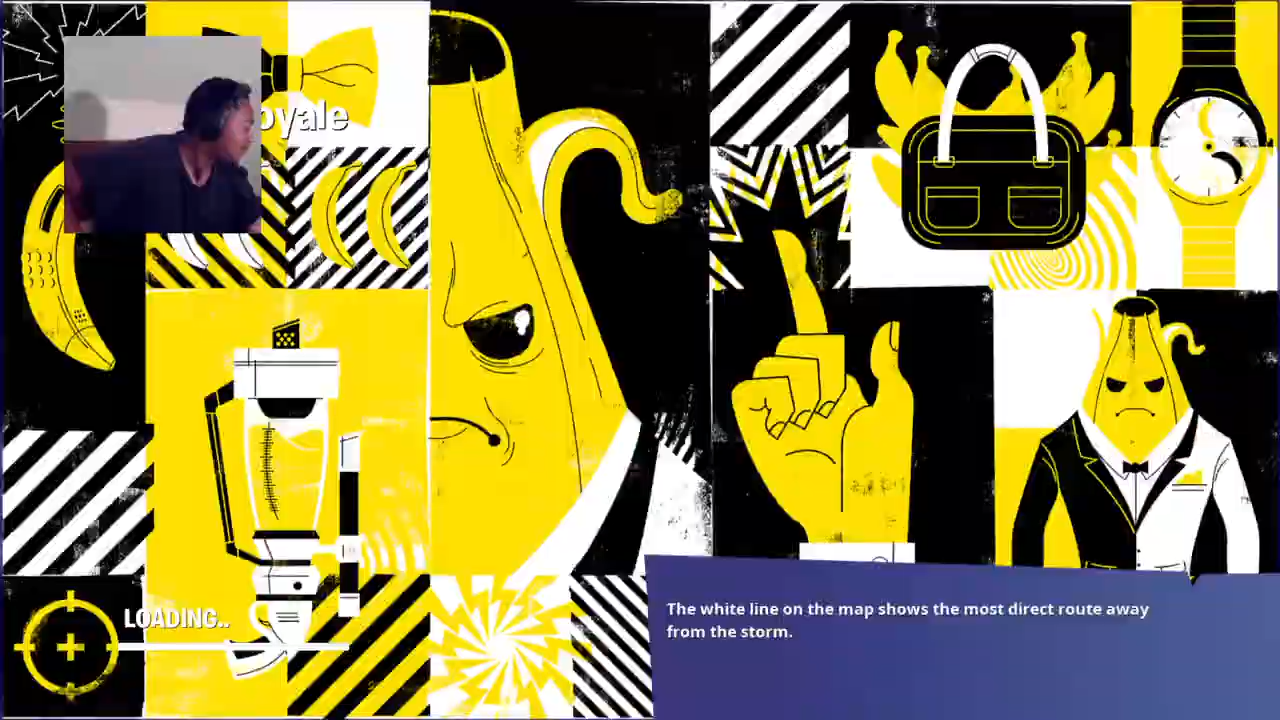 oyale
LOADING..
The white line on the map shows the most direct route away
from the storm.